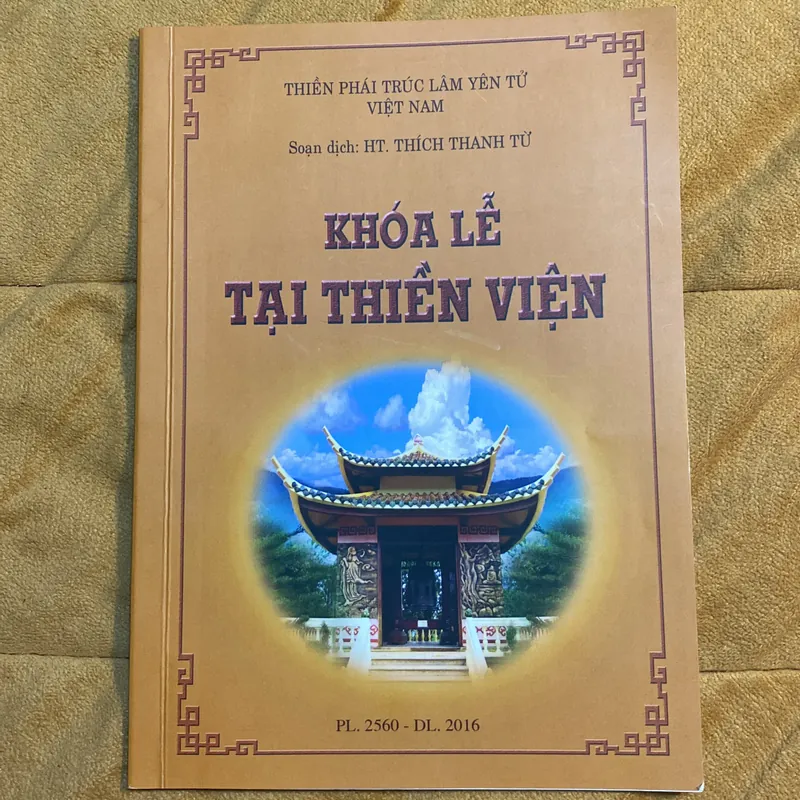 THIỀN PHÁI TRÚC LÂM YÊN TỬ
VIỆT NAM
Soạn dịch: HT. THÍCH THANH TỪ
KHÓA LỄ
TẠI THIỀN VIỆN
PL. 2560 - DL. 2016